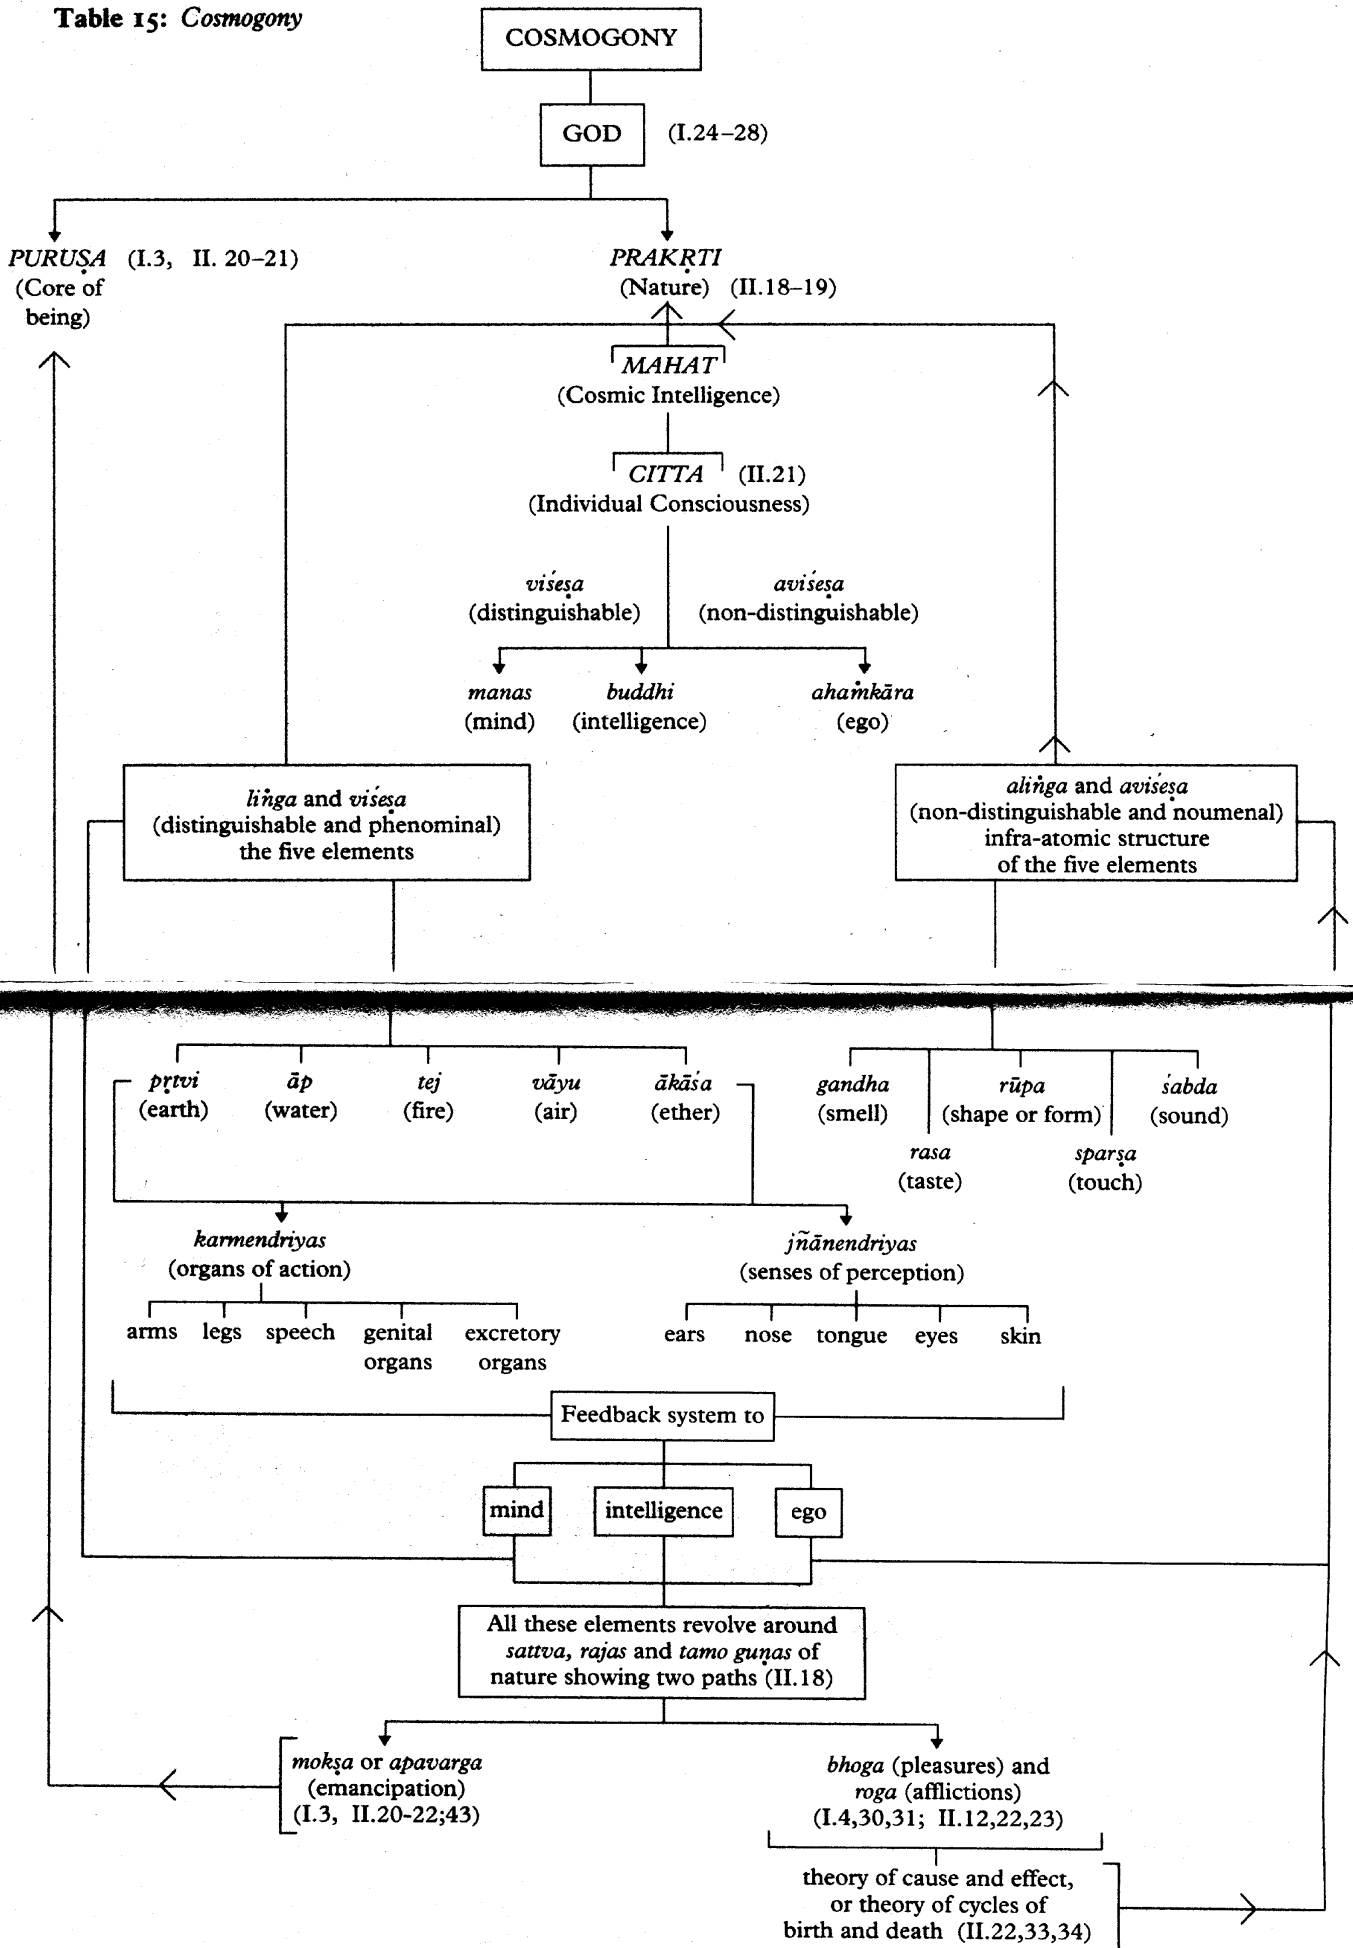 Table 15: Cosmogony
COSMOGONY
GOD (I.24–28)
PURUṢA (I.3, II. 20–21)
(Core of
being)
PRAKṚTI
(Nature) (II.18–19)
MAHAT
(Cosmic Intelligence)
CITTA (II.21)
(Individual Consciousness)
viśeṣa
(distinguishable)
aviśeṣa
(non-distinguishable)
manas
(mind)
buddhi
(intelligence)
ahaṁkāra
(ego)
liṅga and viśeṣa
(distinguishable and phenominal)
the five elements
aliṅga and aviśeṣa
(non-distinguishable and noumenal)
infra-atomic structure
of the five elements
pṛtvi
(earth)
āp
(water)
tej
(fire)
vāyu
(air)
ākāśa
(ether)
gandha
(smell)
rasa
(taste)
rūpa
(shape or form)
sparṣa
(touch)
śabda
(sound)
karmendriyas
(organs of action)
jñānendriyas
(senses of perception)
arms
legs
speech
genital
organs
excretory
organs
ears
nose
tongue
eyes
skin
Feedback system to
mind
intelligence
ego
All these elements revolve around
sattva, rajas and tamo guṇas of
nature showing two paths (II.18)
mokṣa or apavarga
(emancipation)
(I.3, II.20-22;43)
bhoga (pleasures) and
roga (afflictions)
(I.4,30,31; II.12,22,23)
theory of cause and effect,
or theory of cycles of
birth and death (II.22,33,34)